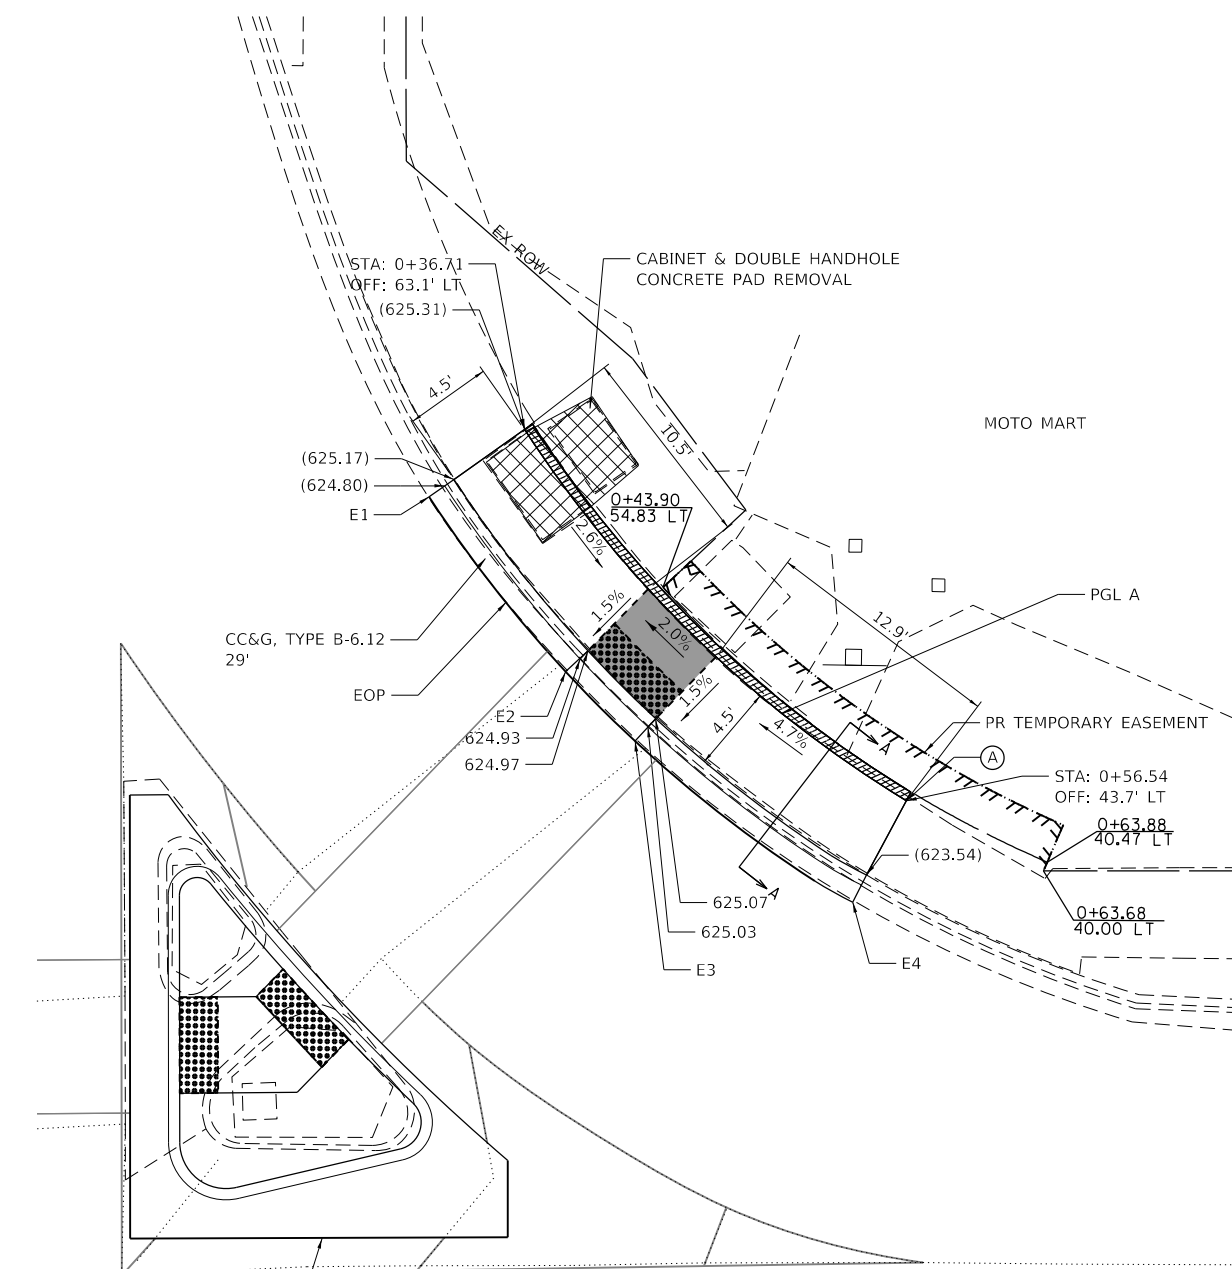 EX ROW
STA: 0+36.71
OFF: 63.1' LT
(625.31)
CABINET & DOUBLE HANDHOLE
CONCRETE PAD REMOVAL
4.5'
10.5'
MOTO MART
(625.17)
(624.80)
E1
0+43.90
54.83 LT
2.6%
1.5%
2.0%
PGL A
12.9'
CC&G, TYPE B-6.12
29'
EOP
1.5%
4.5'
4.7%
E2
624.93
624.97
PR TEMPORARY EASEMENT
A
A
STA: 0+56.54
OFF: 43.7' LT
0+63.88
40.47 LT
(623.54)
A
625.07
625.03
0+63.68
40.00 LT
E3
E4